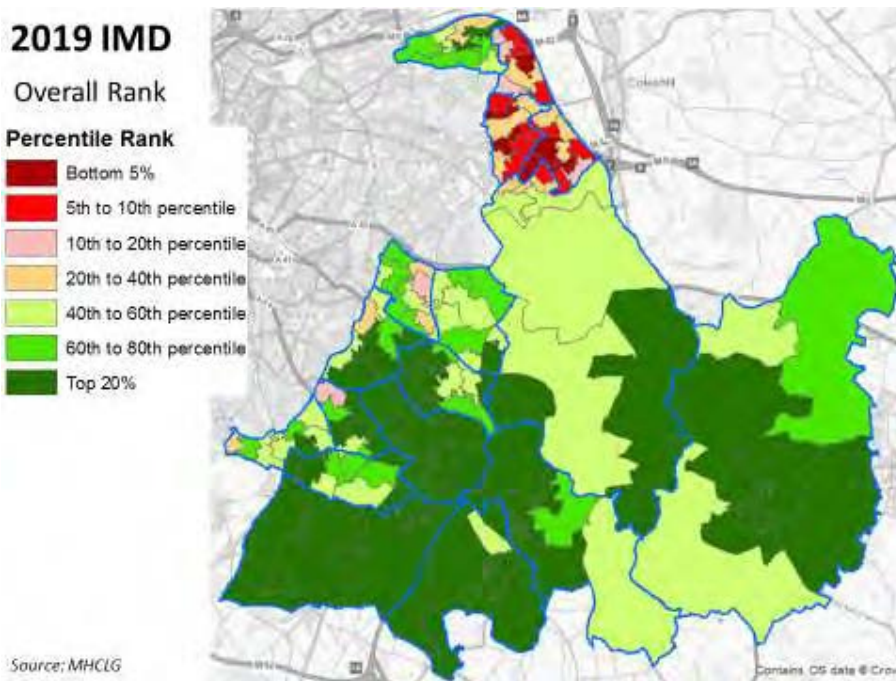 2019 IMD
Overall Rank
Percentile Rank
Bottom 5%
5th to 10th percentile
10th to 20th percentile
20th to 40th percentile
40th to 60th percentile
60th to 80th percentile
Top 20%
Coleshill
Source: MHCLG
Contains OS data © Crow